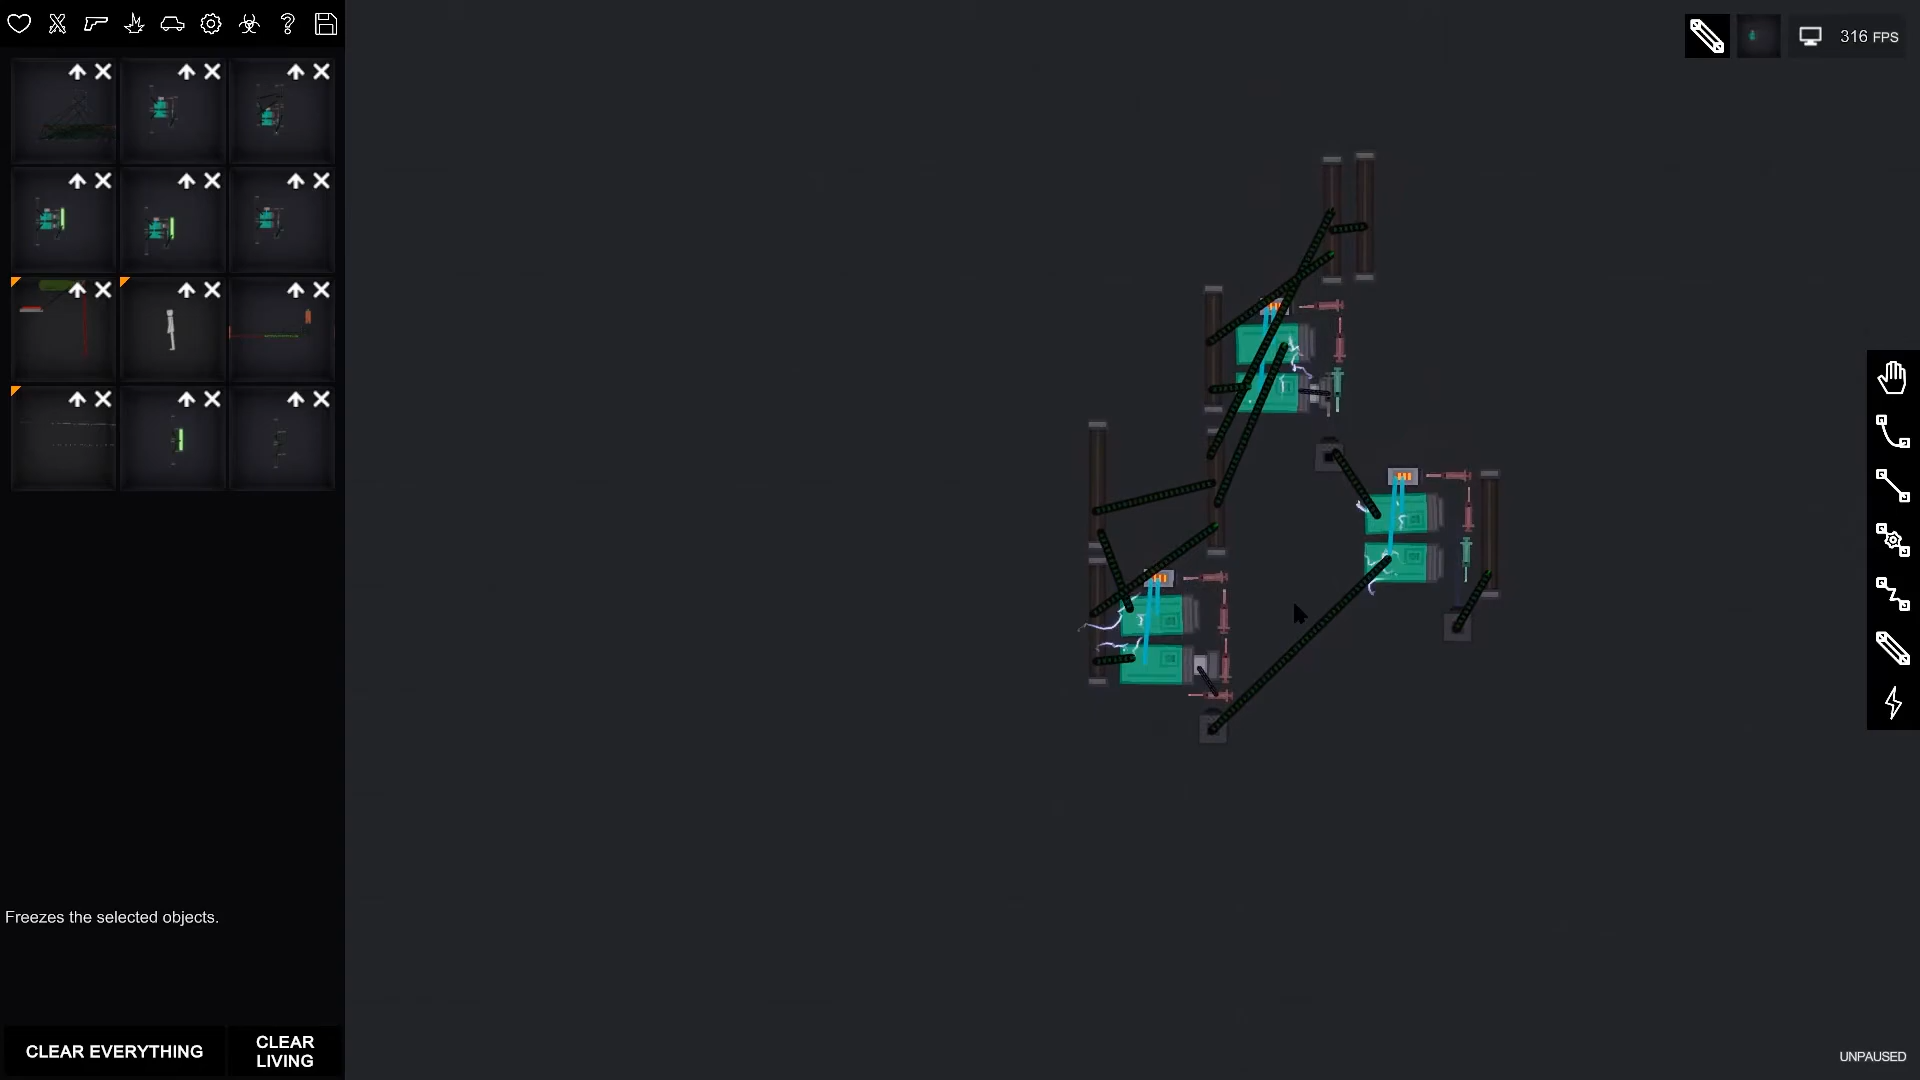 316 FPS
Freezes the selected objects.
CLEAR EVERYTHING
CLEAR
LIVING
UNPAUSED